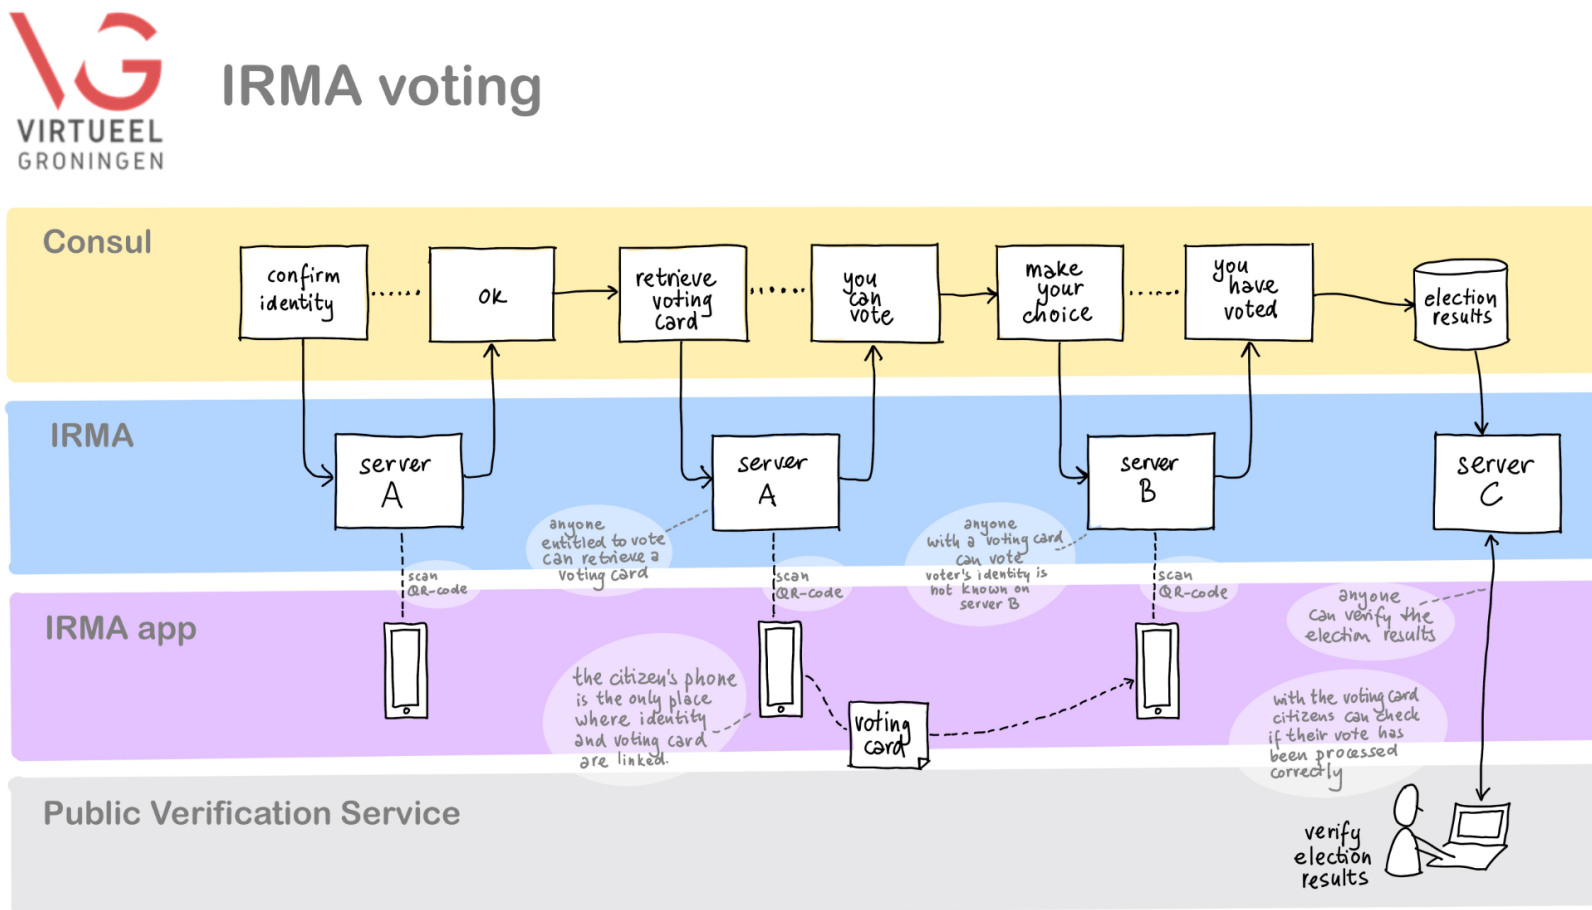 VG
VIRTUEEL
GRONINGEN
IRMA voting
Consul
confirm
identity
OK
retrieve
voting
card
you
can
vote
make
your
choice
you
have
voted
election
results
IRMA
server
A
server
A
server
B
server
C
anyone
entitled to vote
can retrieve a
voting card
anyone
with a voting card
can vote
voter's identity is
not known on
server B
scan
QR-code
scan
QR-code
scan
QR-code
anyone
can verify the
election results
IRMA app
the citizen's phone
is the only place
where identity
and voting card
are linked.
voting
card
with the voting card
citizens can check
if their vote has
been processed
correctly
Public Verification Service
verify
election
results